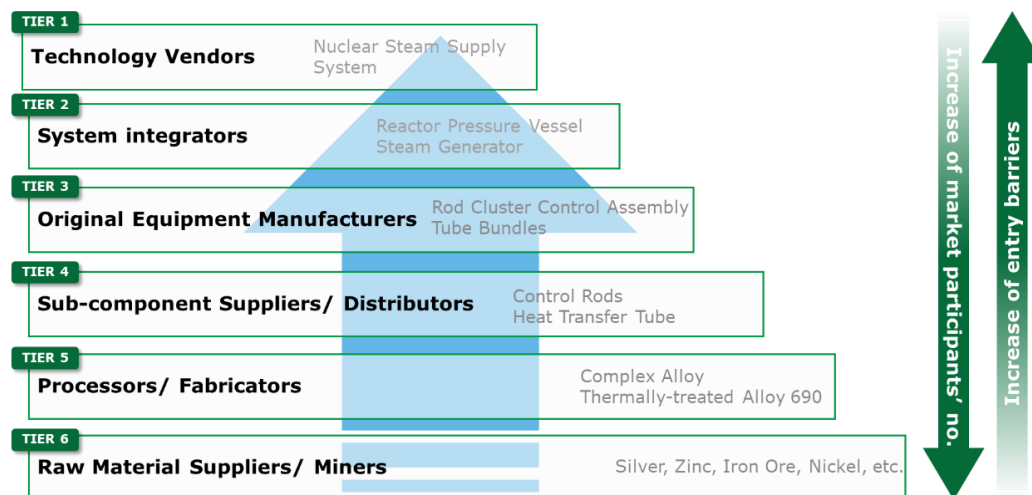 TIER 1
Technology Vendors
Nuclear Steam Supply
System
TIER 2
System integrators
Reactor Pressure Vessel
Steam Generator
TIER 3
Original Equipment Manufacturers
Rod Cluster Control Assembly
Tube Bundles
TIER 4
Sub-component Suppliers/ Distributors
Control Rods
Heat Transfer Tube
TIER 5
Processors/ Fabricators
Complex Alloy
Thermally-treated Alloy 690
TIER 6
Raw Material Suppliers/ Miners
Silver, Zinc, Iron Ore, Nickel, etc.
Increase of market participants’ no.
Increase of entry barriers